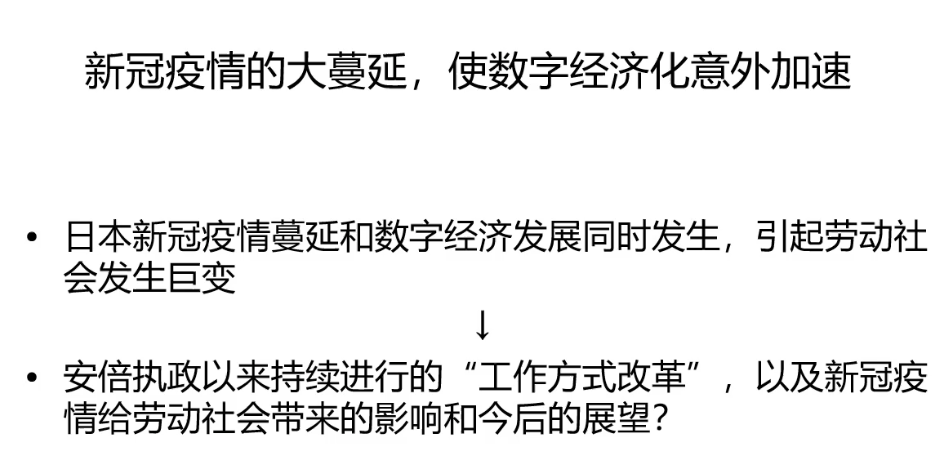 新冠疫情的大蔓延，使数字经济化意外加速
• 日本新冠疫情蔓延和数字经济发展同时发生，引起劳动社
会发生巨变
↓
• 安倍执政以来持续进行的“工作方式改革”，以及新冠疫
情给劳动社会带来的影响和今后的展望？